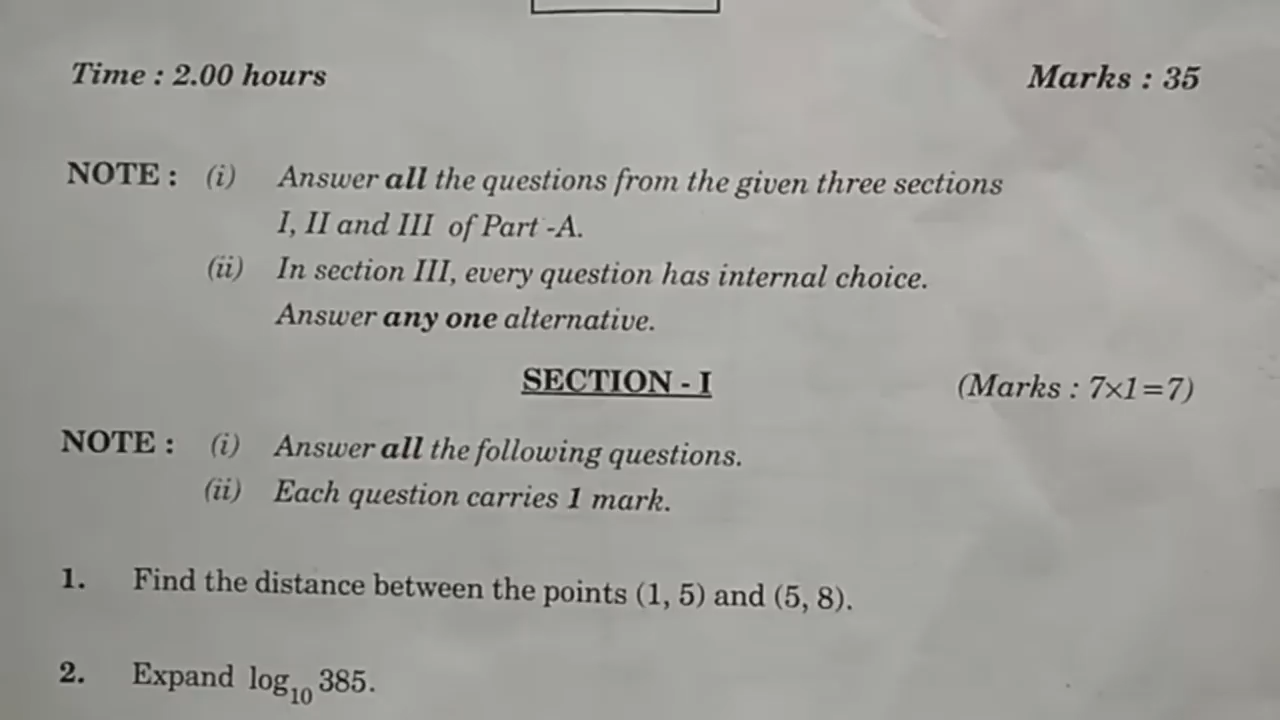 Time : 2.00 hours Marks : 35
NOTE : (i) Answer all the questions from the given three sections
I, II and III of Part -A.
(ii) In section III, every question has internal choice.
Answer any one alternative.
SECTION - I (Marks : 7×1=7)
NOTE : (i) Answer all the following questions.
(ii) Each question carries 1 mark.
1. Find the distance between the points (1, 5) and (5, 8).
2. Expand log₁₀ 385.